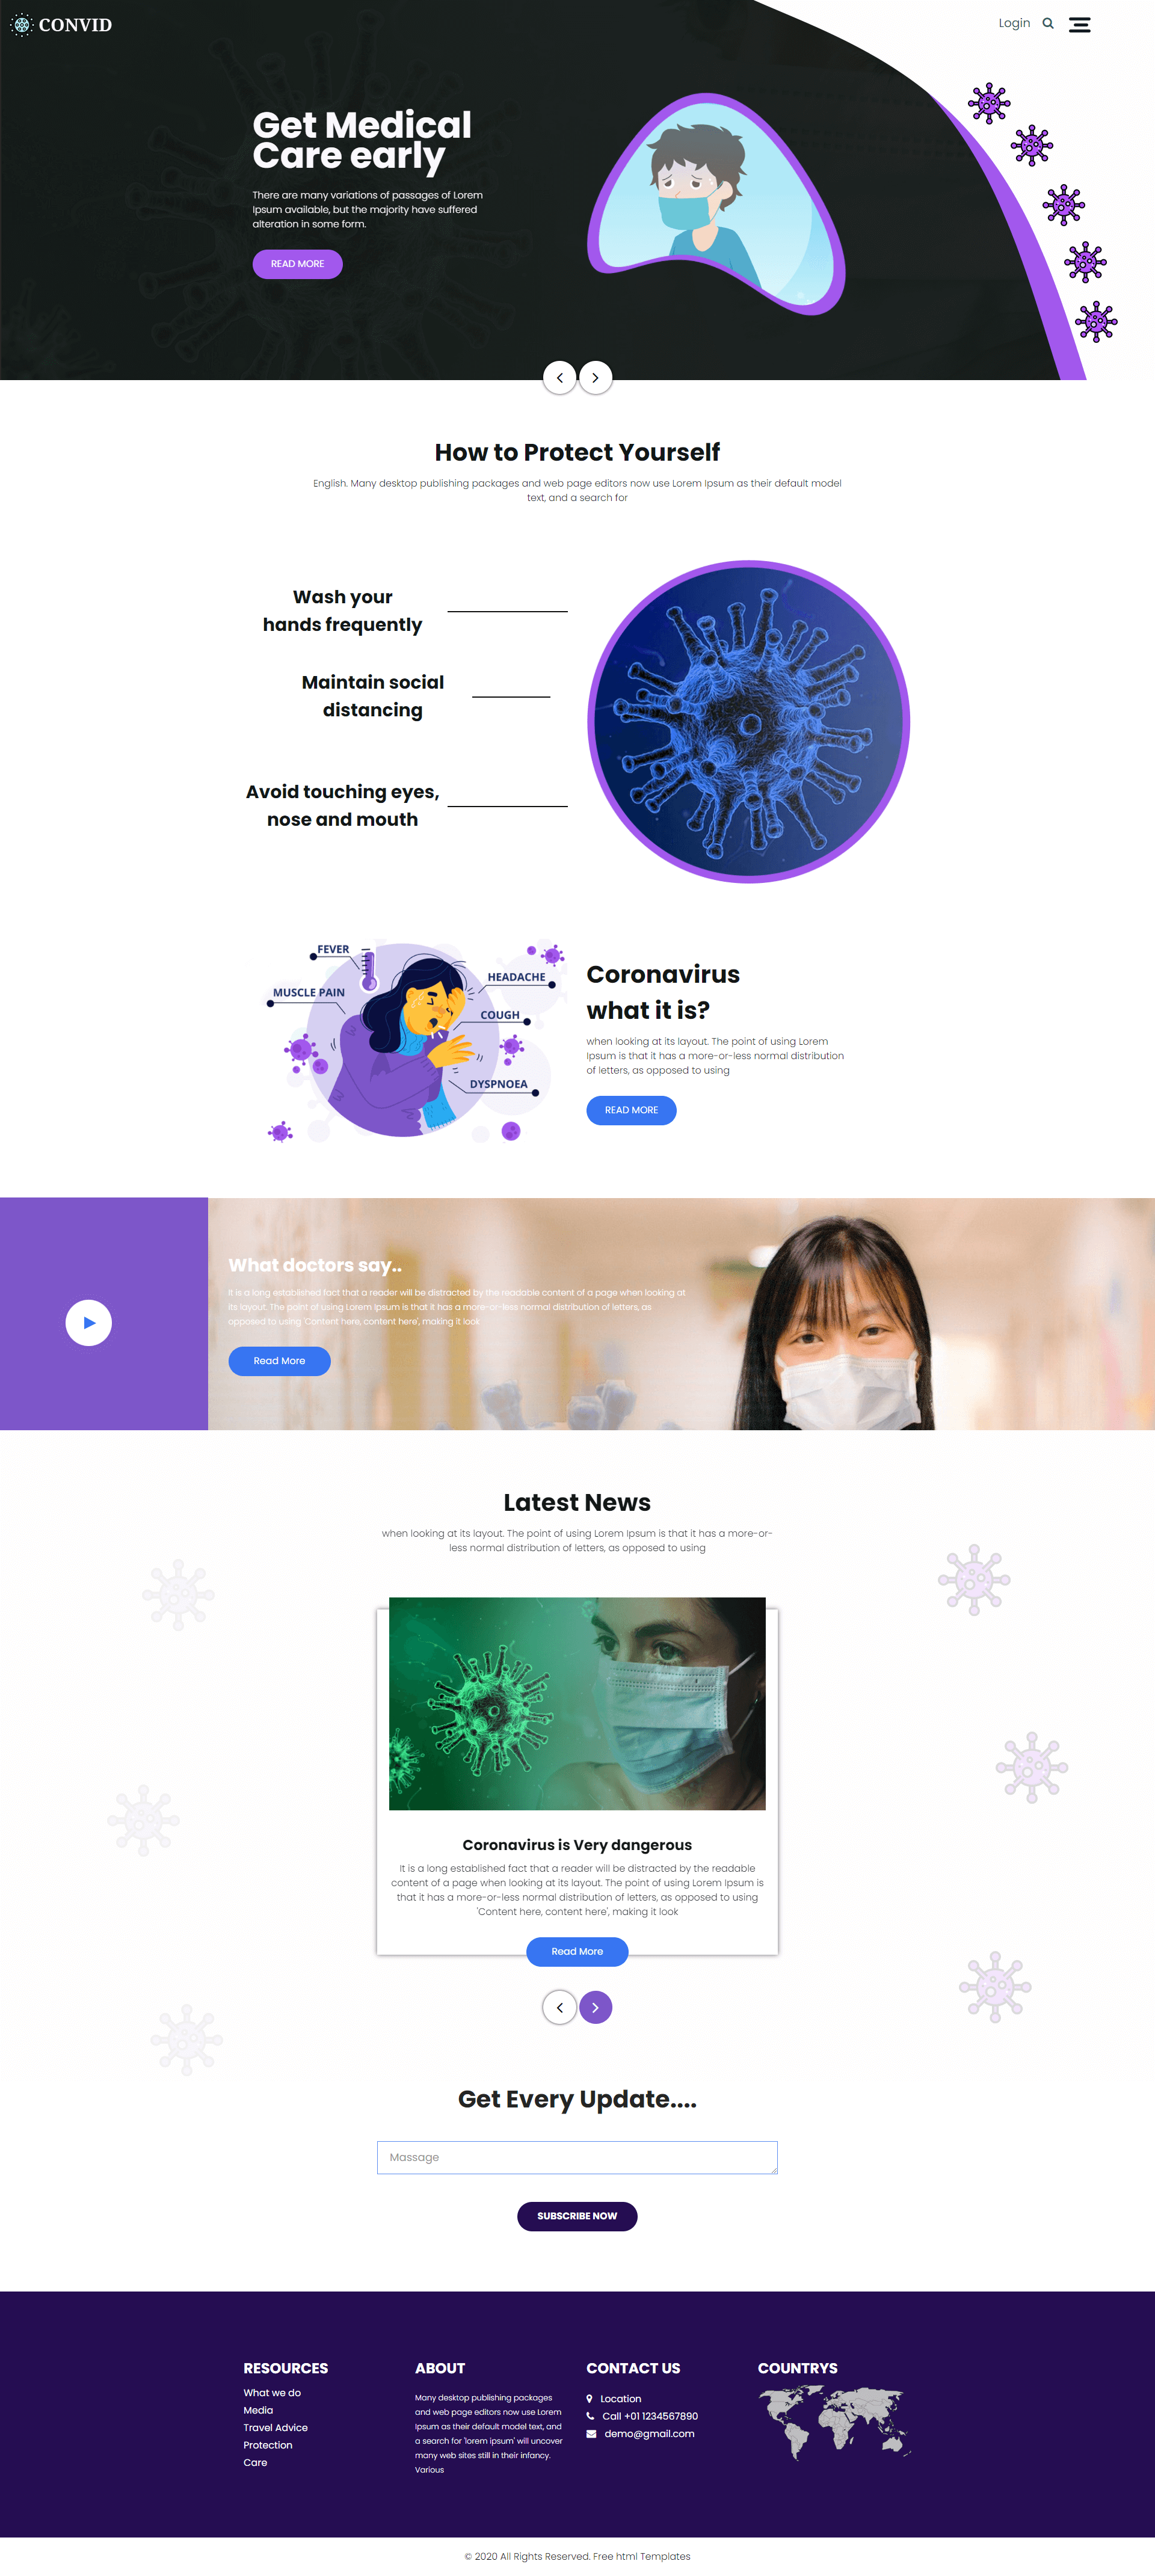 CONVID
Login
Get Medical
Care early
There are many variations of passages of Lorem
Ipsum available, but the majority have suffered
alteration in some form.
READ MORE
How to Protect Yourself
English. Many desktop publishing packages and web page editors now use Lorem Ipsum as their default model
text, and a search for
Wash your
hands frequently
Maintain social
distancing
Avoid touching eyes,
nose and mouth
FEVER
HEADACHE
MUSCLE PAIN
COUGH
DYSPNOEA
Coronavirus
what it is?
when looking at its layout. The point of using Lorem
Ipsum is that it has a more-or-less normal distribution
of letters, as opposed to using
READ MORE
What doctors say..
It is a long established fact that a reader will be distracted by the readable content of a page when looking at
its layout. The point of using Lorem Ipsum is that it has a more-or-less normal distribution of letters, as
opposed to using 'Content here, content here', making it look
Read More
Latest News
when looking at its layout. The point of using Lorem Ipsum is that it has a more-or-
less normal distribution of letters, as opposed to using
Coronavirus is Very dangerous
It is a long established fact that a reader will be distracted by the readable
content of a page when looking at its layout. The point of using Lorem Ipsum is
that it has a more-or-less normal distribution of letters, as opposed to using
'Content here, content here', making it look
Read More
Get Every Update....
Massage
SUBSCRIBE NOW
RESOURCES
What we do
Media
Travel Advice
Protection
Care
ABOUT
Many desktop publishing packages
and web page editors now use Lorem
Ipsum as their default model text, and
a search for 'lorem ipsum' will uncover
many web sites still in their infancy.
Various
CONTACT US
Location
Call +01 1234567890
demo@gmail.com
COUNTRYS
© 2020 All Rights Reserved. Free html Templates